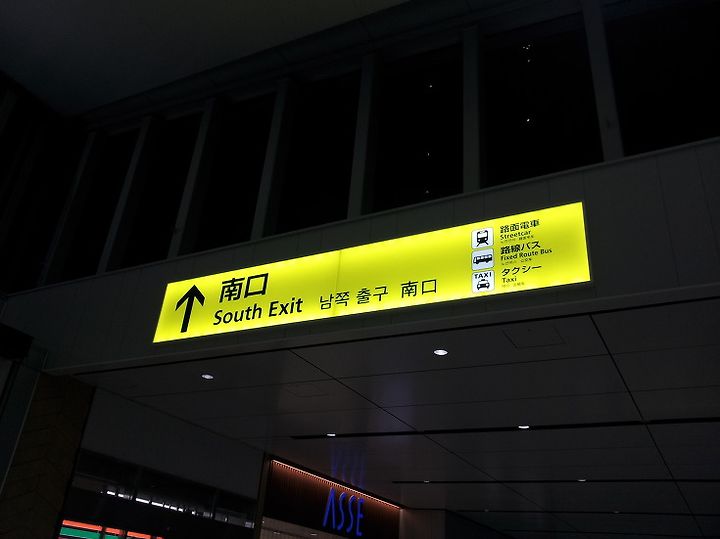 南口
South Exit 남쪽 출구 南口
路面電車
Streetcar
路線バス
Fixed Route Bus
TAXI
タクシー
Taxi
ASSE